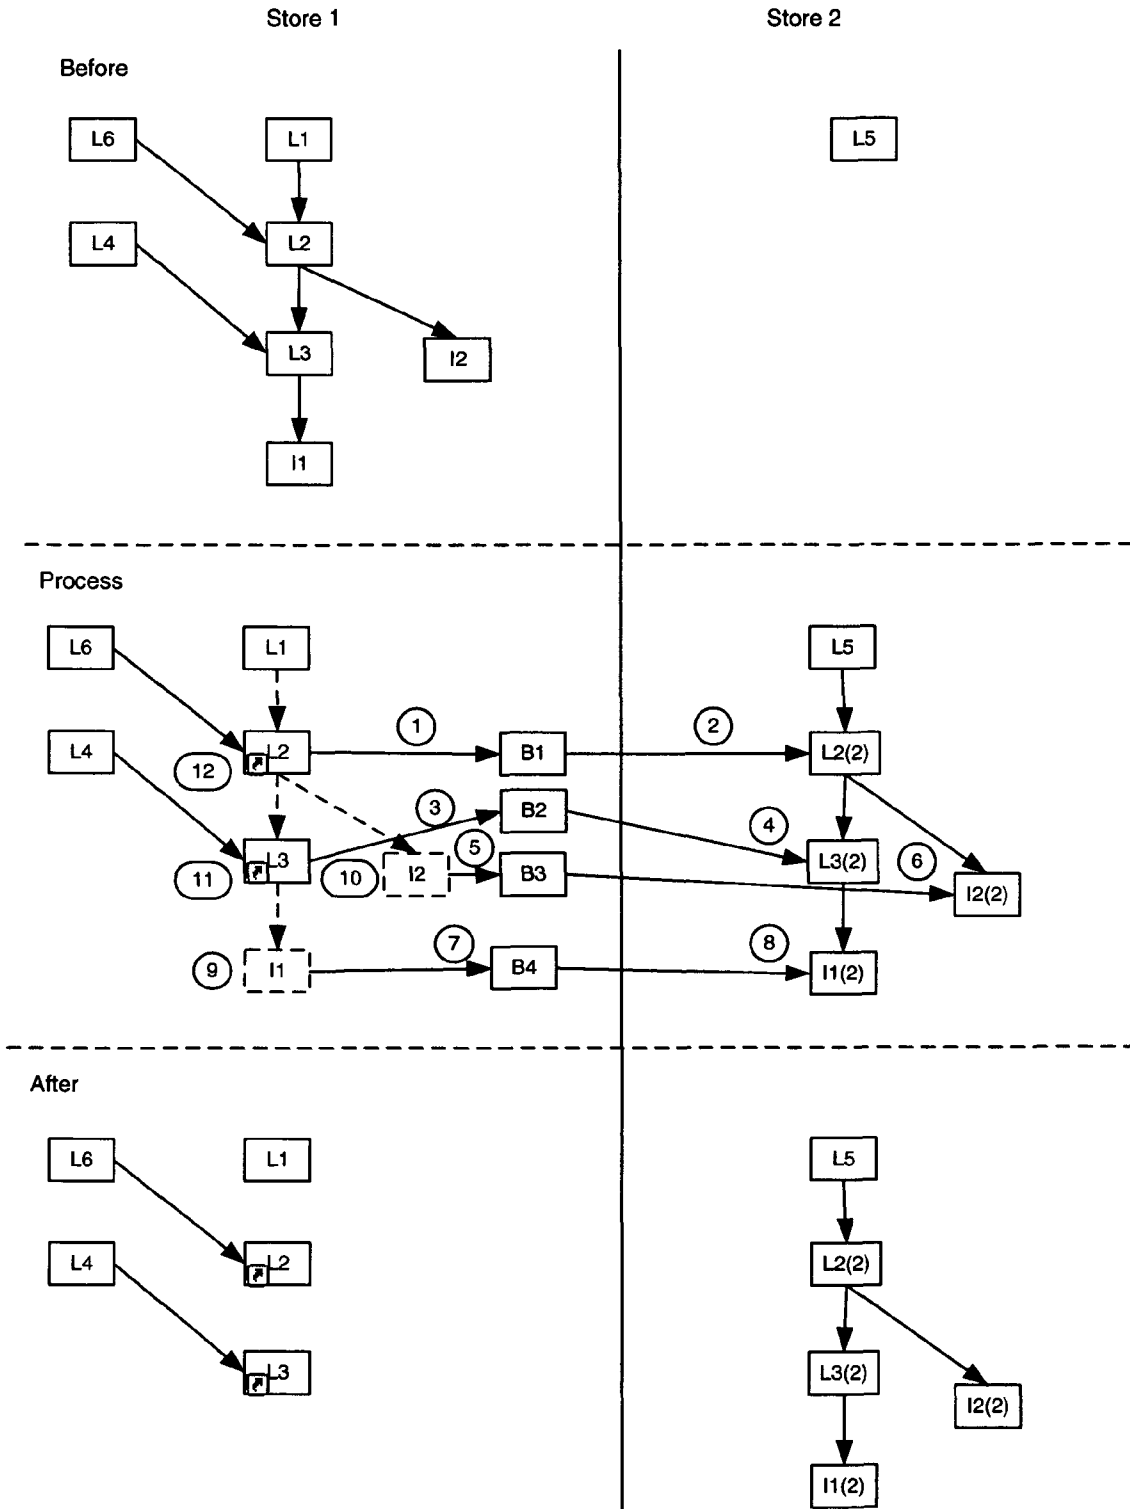 Store 1
Store 2
Before
L6
L1
L5
L4
L2
L3
I2
I1
Process
L6
L1
L5
1
2
L4
L2
B1
L2(2)
12
3
B2
4
L3
5
L3(2)
6
11
10
I2
B3
I2(2)
7
8
9
I1
B4
I1(2)
After
L6
L1
L5
L4
L2
L2(2)
L3
L3(2)
I2(2)
I1(2)